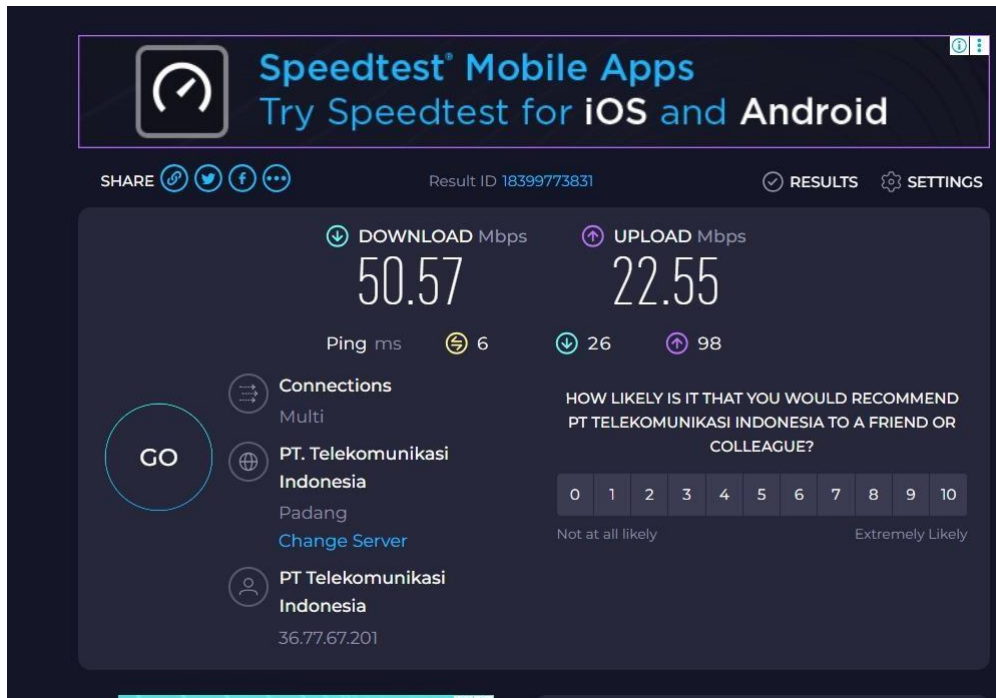 Speedtest® Mobile Apps
Try Speedtest for iOS and Android
SHARE
Result ID 18399773831
RESULTS
SETTINGS
DOWNLOAD Mbps
50.57
UPLOAD Mbps
22.55
Ping ms 6 26 98
GO
Connections
Multi
PT. Telekomunikasi
Indonesia
Padang
Change Server
PT Telekomunikasi
Indonesia
36.77.67.201
HOW LIKELY IS IT THAT YOU WOULD RECOMMEND
PT TELEKOMUNIKASI INDONESIA TO A FRIEND OR
COLLEAGUE?
0 1 2 3 4 5 6 7 8 9 10
Not at all likely
Extremely Likely